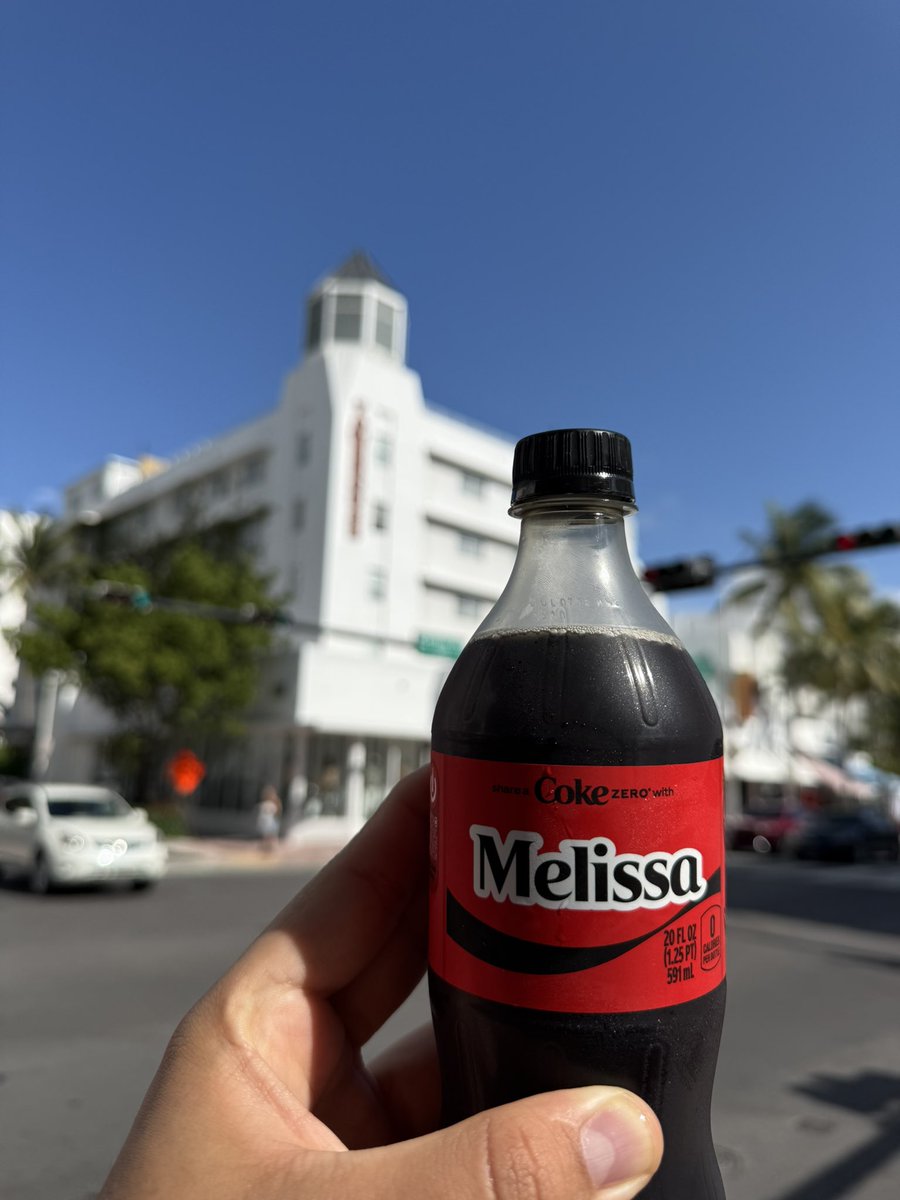 share a Coke ZERO® with
Melissa
20 FL OZ
(1.25 PT)
591 mL
0
CALORIES
PER BOTTLE